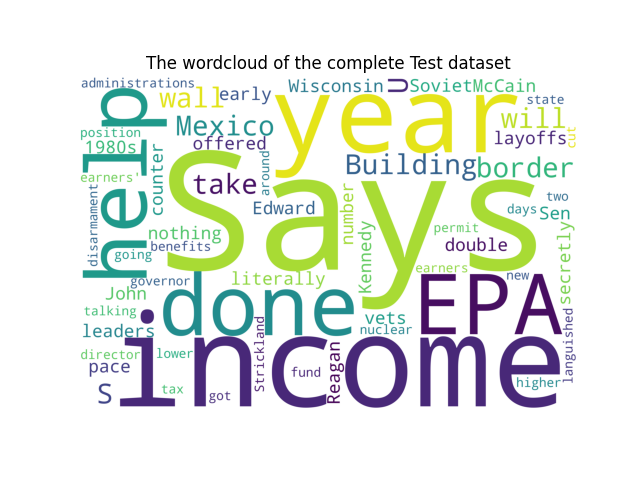 The wordcloud of the complete Test dataset
administrations
Wisconsin
U
SovietMcCain
wall
early
year
state
help
position
Mexico
offered
will
layoffs
cut
1980s
counter
Says
around
Building
border
earners'
take
disarmament
Edward
number
two
days
Sen
nothing
benefits
Kennedy
permit
double
secretly
going
governor
literally
earners
new
John
done
EPA
talking
leaders
vets
nuclear
languished
director
lower
income
Strickland
Reagan
pace
fund
higher
S
tax
got